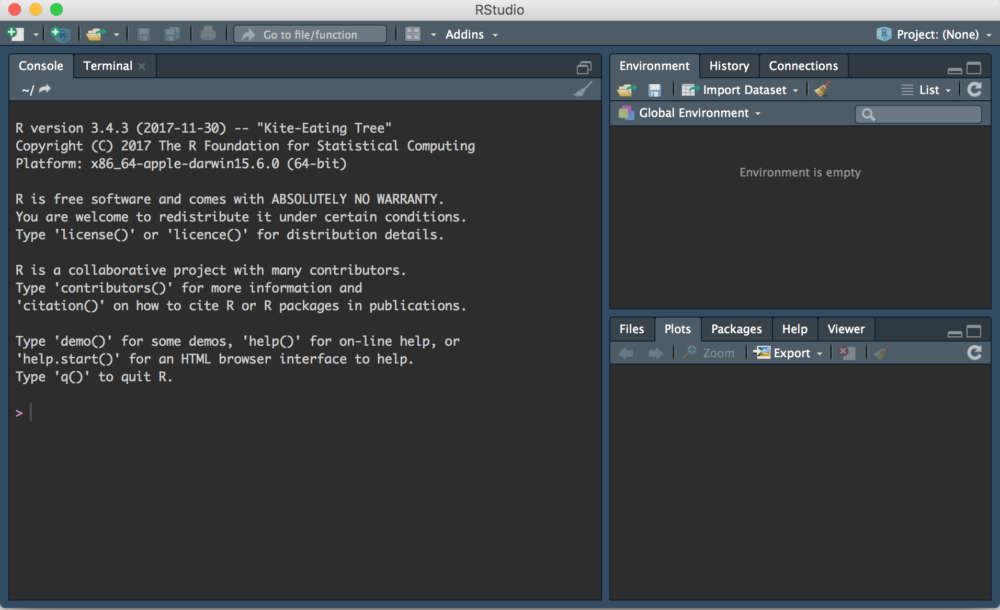 RStudio
Go to file/function
Addins
Project: (None)
Console
Terminal
~/
R version 3.4.3 (2017-11-30) -- "Kite-Eating Tree"
Copyright (C) 2017 The R Foundation for Statistical Computing
Platform: x86_64-apple-darwin15.6.0 (64-bit)
R is free software and comes with ABSOLUTELY NO WARRANTY.
You are welcome to redistribute it under certain conditions.
Type 'license()' or 'licence()' for distribution details.
R is a collaborative project with many contributors.
Type 'contributors()' for more information and
'citation()' on how to cite R or R packages in publications.
Type 'demo()' for some demos, 'help()' for on-line help, or
'help.start()' for an HTML browser interface to help.
Type 'q()' to quit R.
>
Environment
History
Connections
Import Dataset
List
Global Environment
Environment is empty
Files
Plots
Packages
Help
Viewer
Zoom
Export